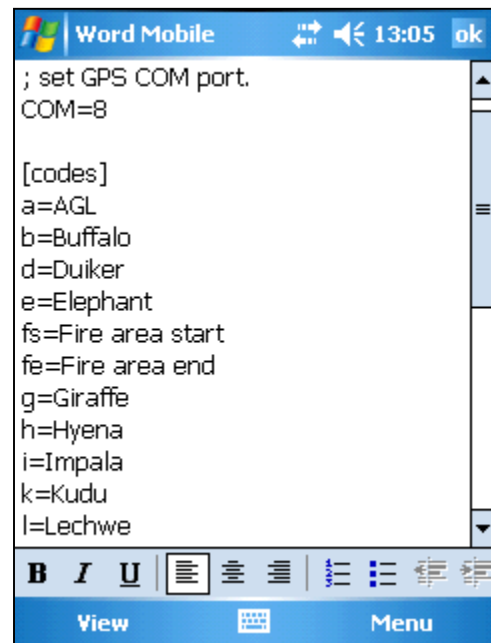 Word Mobile 13:05 ok
; set GPS COM port.
COM=8
[codes]
a=AGL
b=Buffalo
d=Duiker
e=Elephant
fs=Fire area start
fe=Fire area end
g=Giraffe
h=Hyena
i=Impala
k=Kudu
l=Lechwe
B I U
View Menu